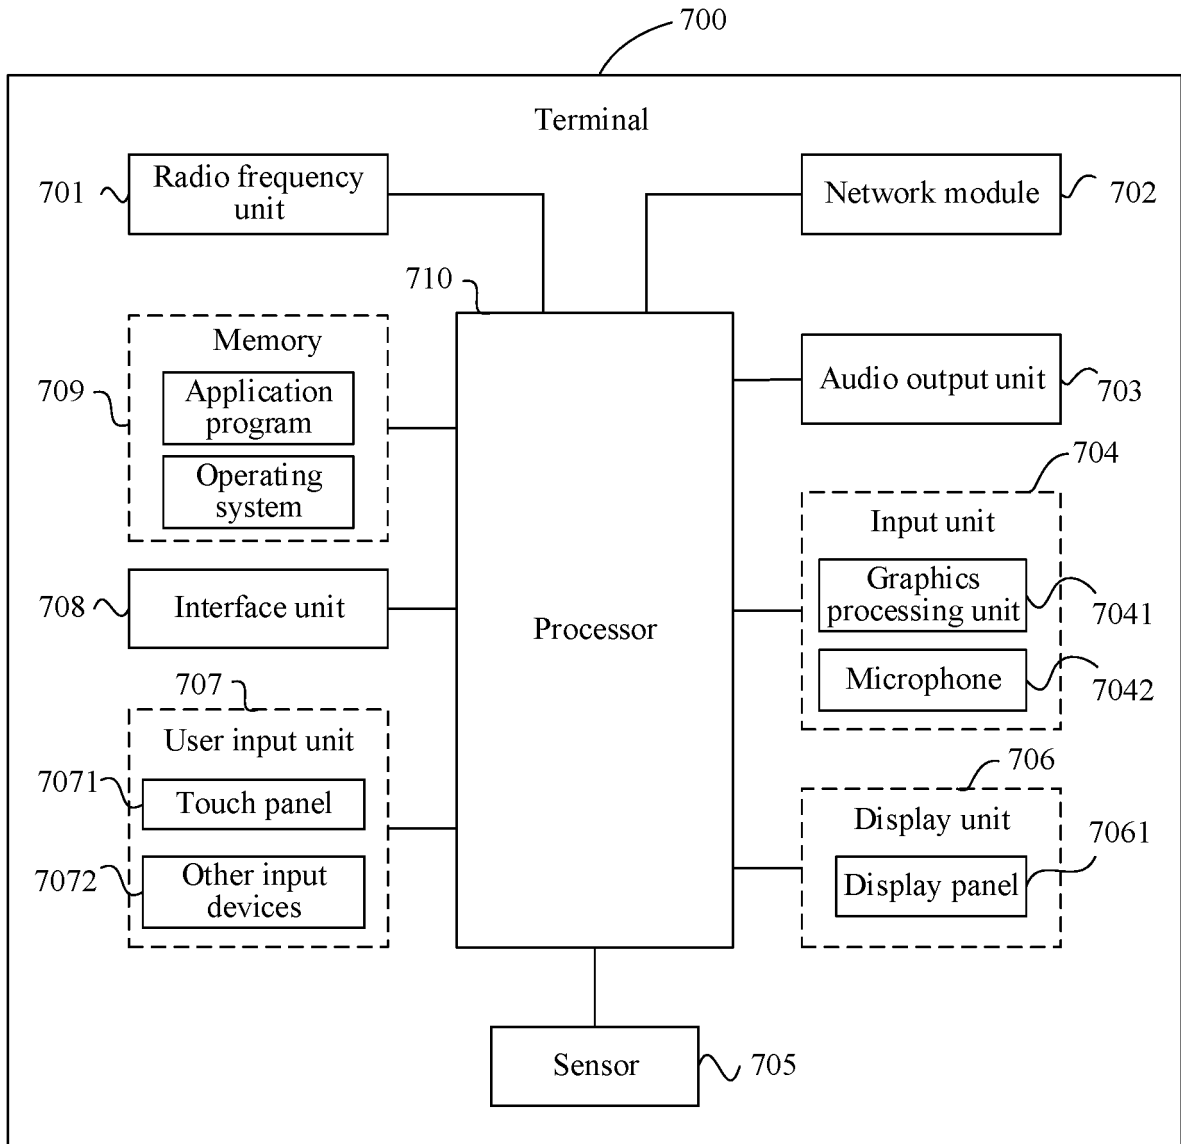 700
Terminal
701
Radio frequency
unit
Network module
702
710
Memory
709
Application
program
Operating
system
Audio output unit
703
704
Input unit
Graphics
processing unit
7041
Microphone
7042
708
Interface unit
Processor
707
User input unit
7071
Touch panel
7072
Other input
devices
706
Display unit
7061
Display panel
Sensor
705